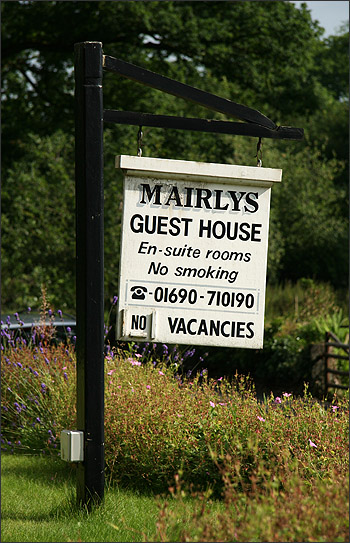 MAIRLYS
GUEST HOUSE
En-suite rooms
No smoking
☎-01690-710190
NO VACANCIES